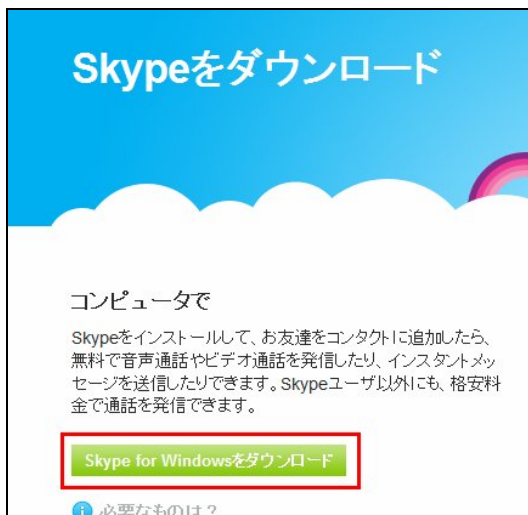 Skypeをダウンロード
コンピュータで
Skypeをインストールして、お友達をコンタクトに追加したら、
無料で音声通話やビデオ通話を発信したり、インスタントメッ
セージを送信したりできます。Skypeユーザ以外にも、格安料
金で通話を発信できます。
Skype for Windowsをダウンロード
必要なものは？